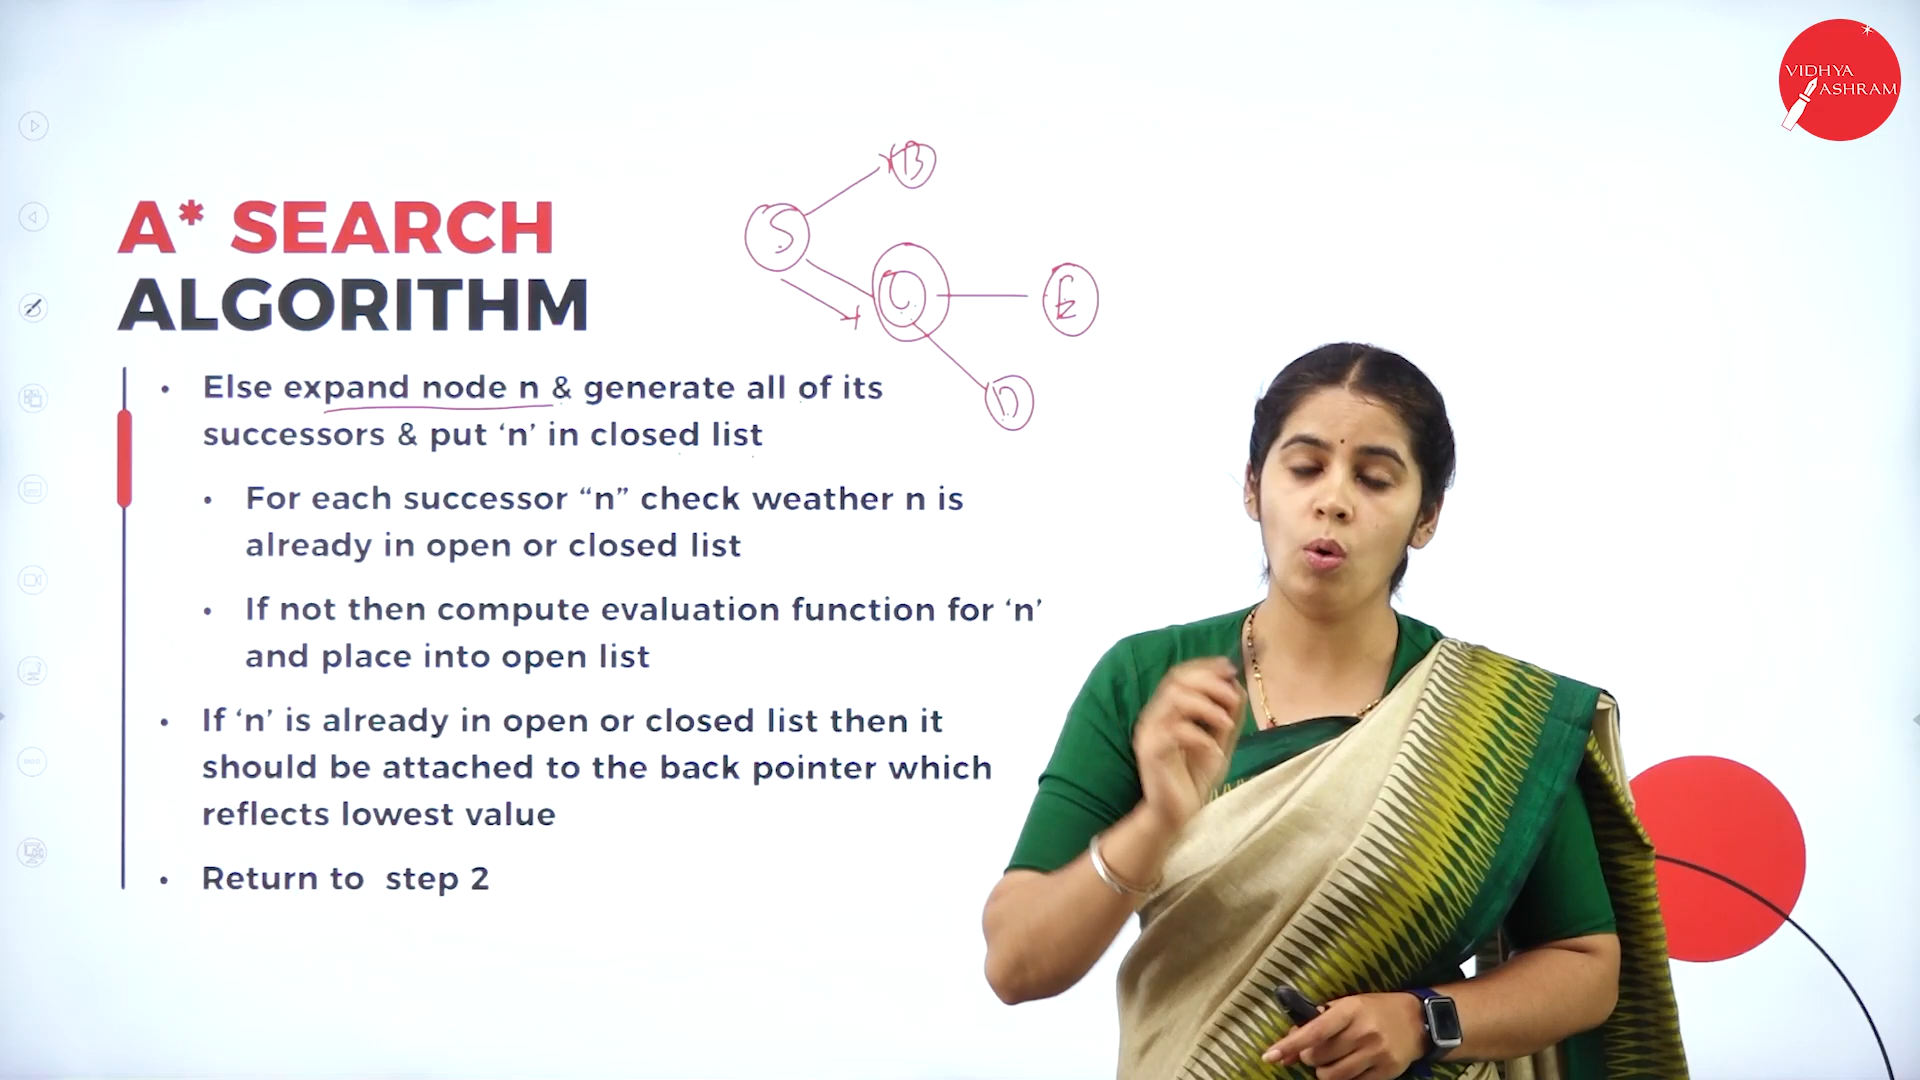 VIDHYA
ASHRAM
B
S
C
E
D
A* SEARCH
ALGORITHM
• Else expand node n & generate all of its
successors & put ‘n’ in closed list
• For each successor “n” check weather n is
already in open or closed list
• If not then compute evaluation function for ‘n’
and place into open list
• If ‘n’ is already in open or closed list then it
should be attached to the back pointer which
reflects lowest value
• Return to step 2